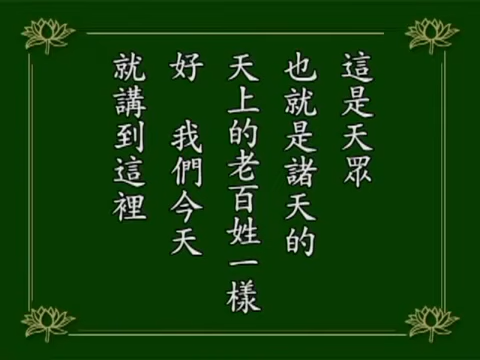 這是天眾
也就是諸天的
天上的老百姓一樣
好　我們今天
就講到這裡